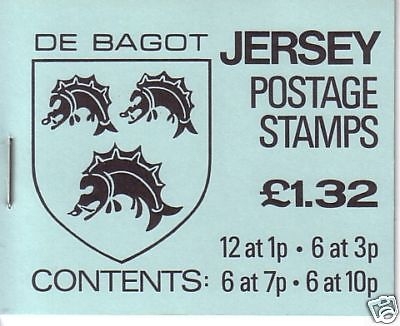 DE BAGOT
JERSEY
POSTAGE
STAMPS
£1.32
12 at 1p · 6 at 3p
CONTENTS: 6 at 7p · 6 at 10p